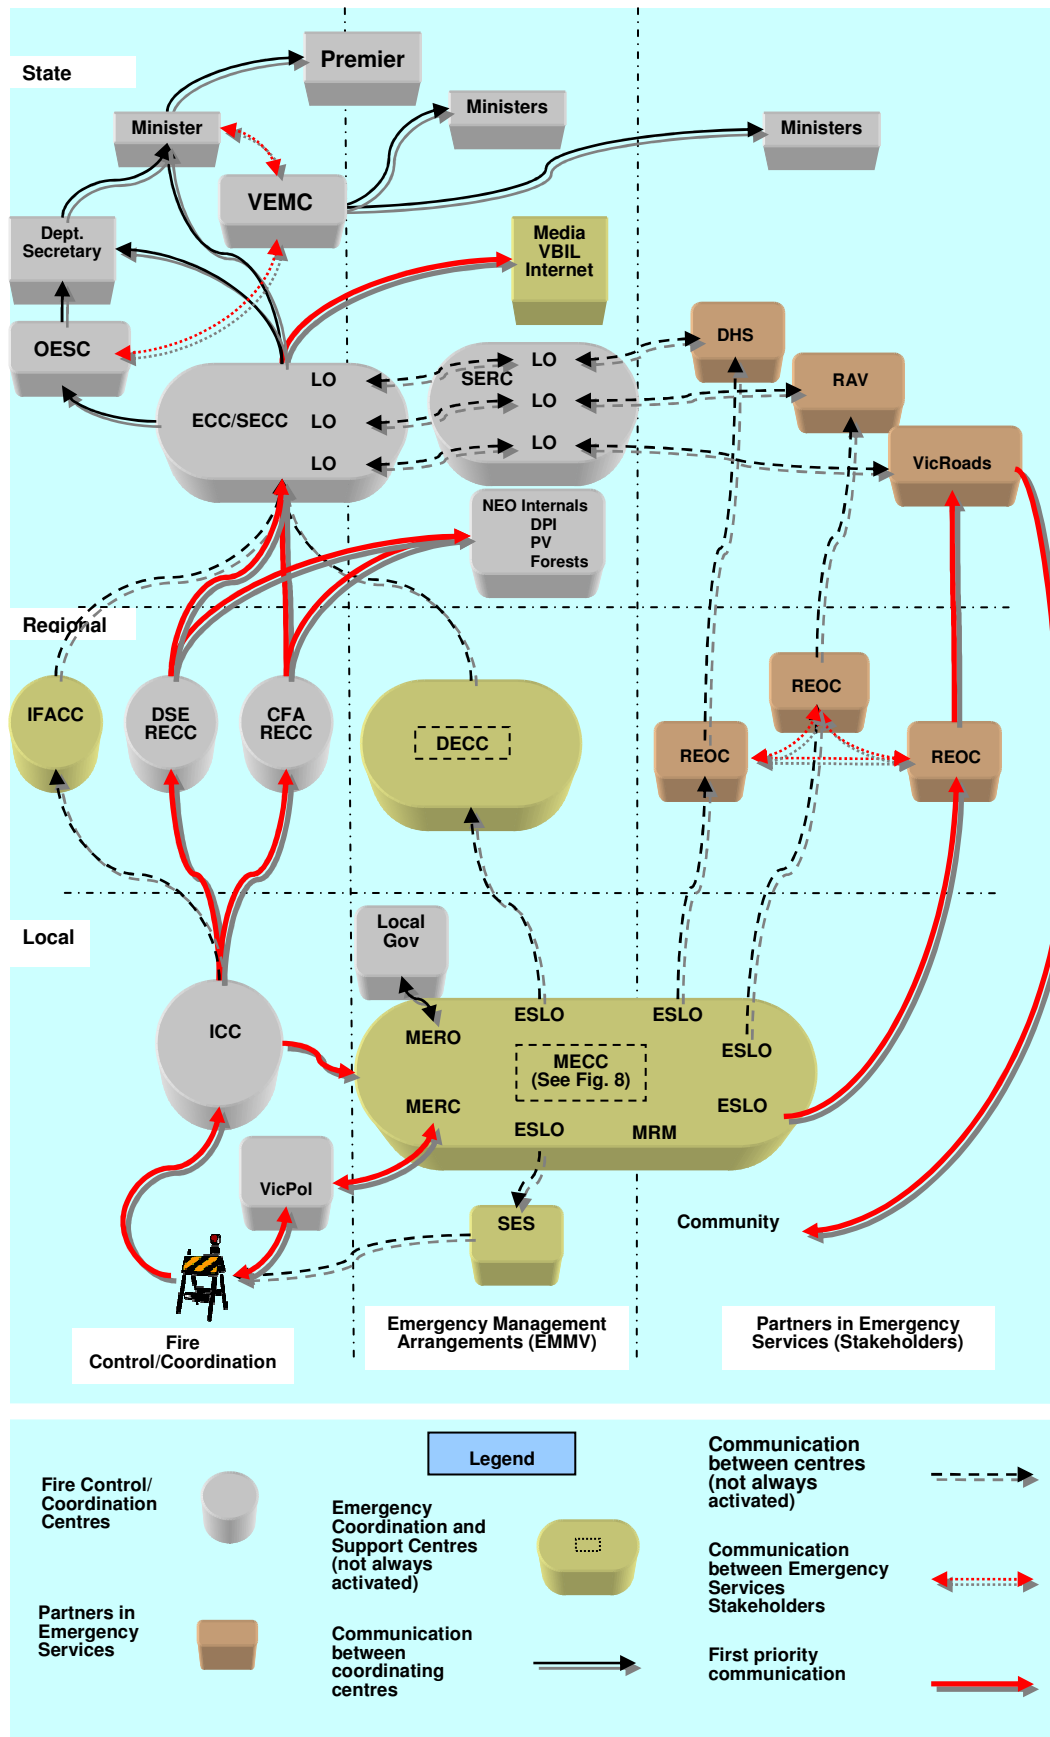 State
Premier
Ministers
Minister
Ministers
VEMC
Dept.
Secretary
Media
VBIL
Internet
OESC
DHS
LO
SERC
LO
RAV
LO
LO
ECC/SECC
LO
LO
LO
VicRoads
NEO Internals
DPI
PV
Forests
Regional
REOC
IFACC
DSE
RECC
CFA
RECC
DECC
REOC
REOC
Local
Local
Gov
ICC
MERO
ESLO
ESLO
ESLO
MECC
(See Fig. 8)
MERC
ESLO
ESLO
MRM
VicPol
SES
Community
Fire
Control/Coordination
Emergency Management
Arrangements (EMMV)
Partners in Emergency
Services (Stakeholders)
Legend
Fire Control/
Coordination
Centres
Emergency
Coordination and
Support Centres
(not always
activated)
Communication
between centres
(not always
activated)
Communication
between Emergency
Services
Stakeholders
Partners in
Emergency
Services
Communication
between
coordinating
centres
First priority
communication